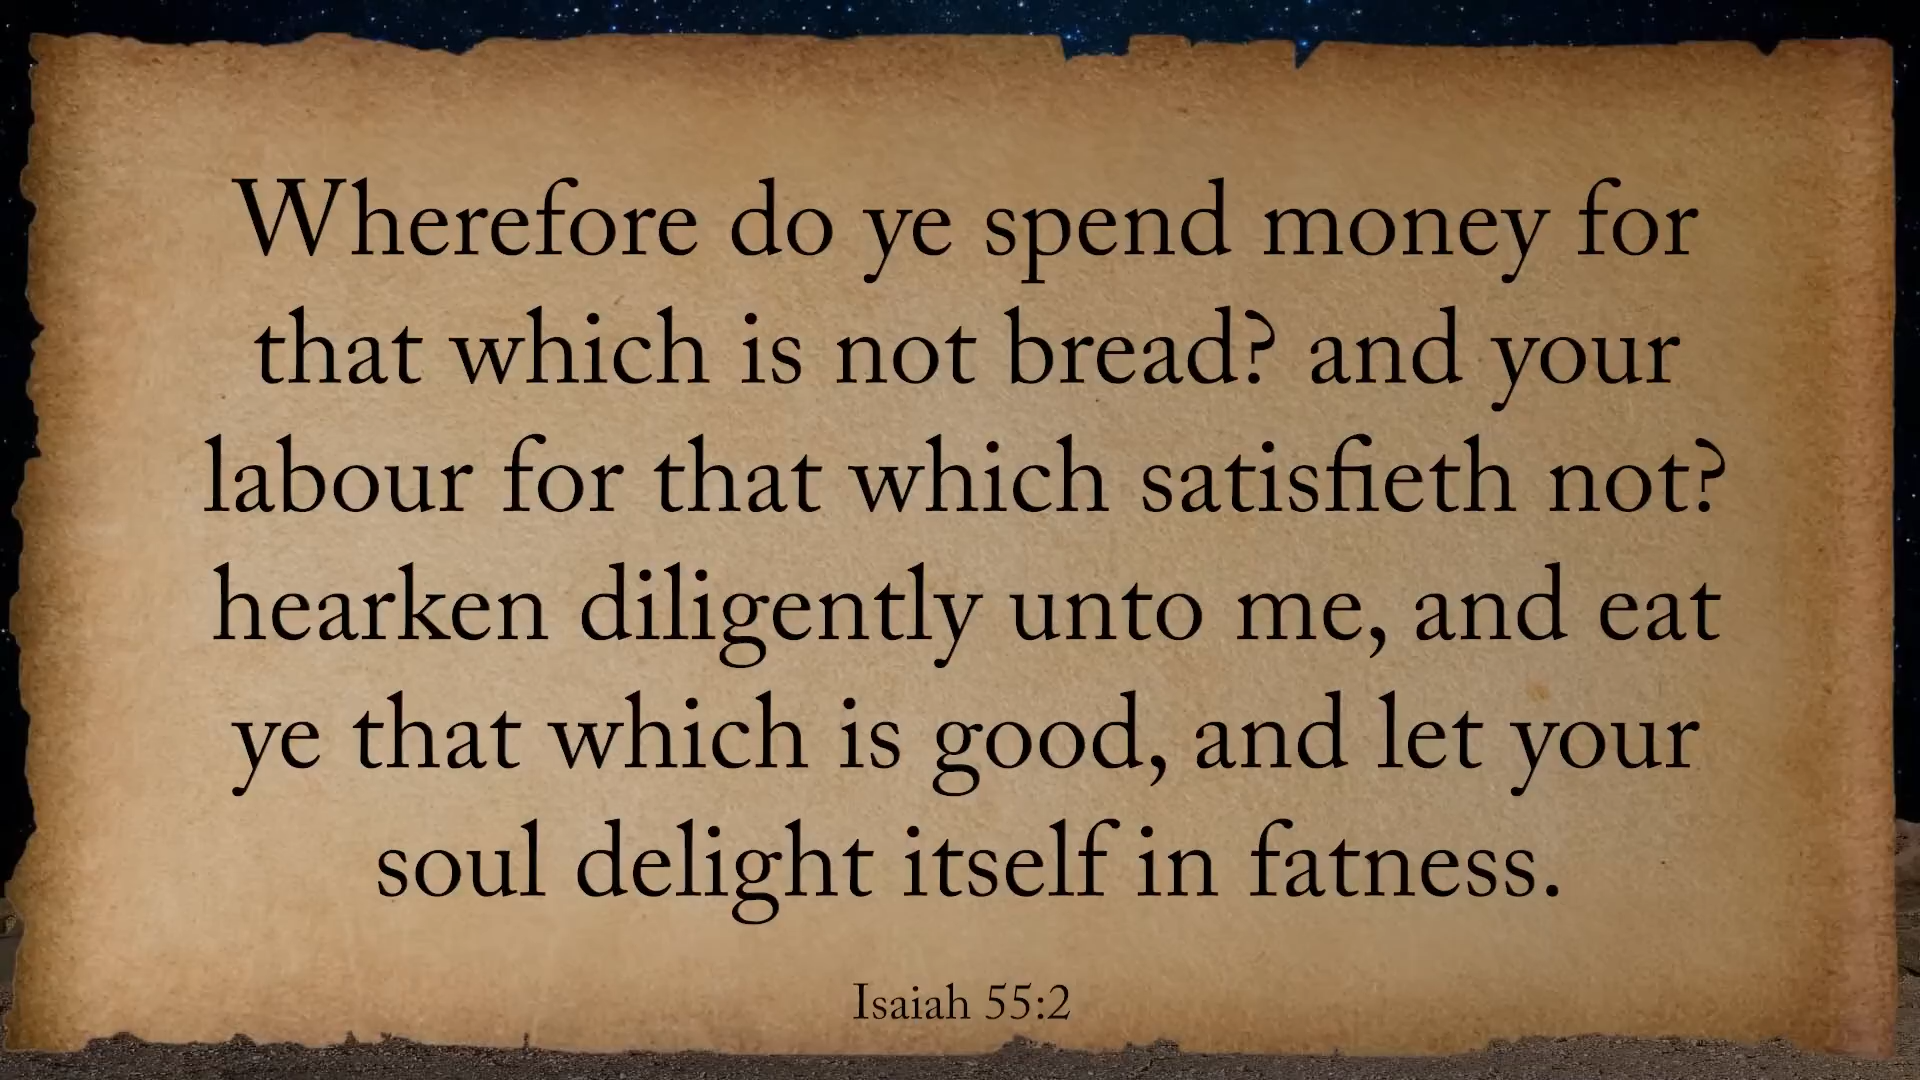 Wherefore do ye spend money for
that which is not bread? and your
labour for that which satisfieth not?
hearken diligently unto me, and eat
ye that which is good, and let your
soul delight itself in fatness.
Isaiah 55:2